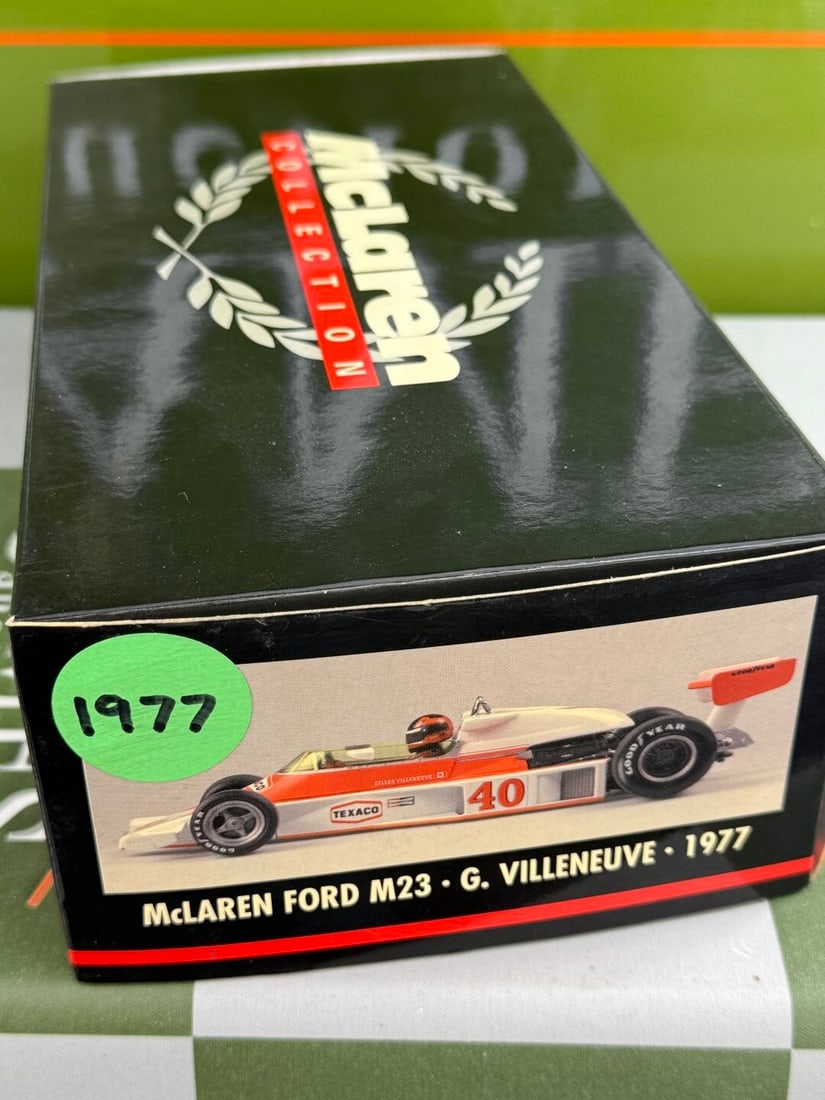 McLaren
COLLECTION
1977
GOODYEAR
GOODYEAR
GILLES VILLENEUVE
TEXACO
40
GOODYEAR
McLAREN FORD M23 • G. VILLENEUVE • 1977